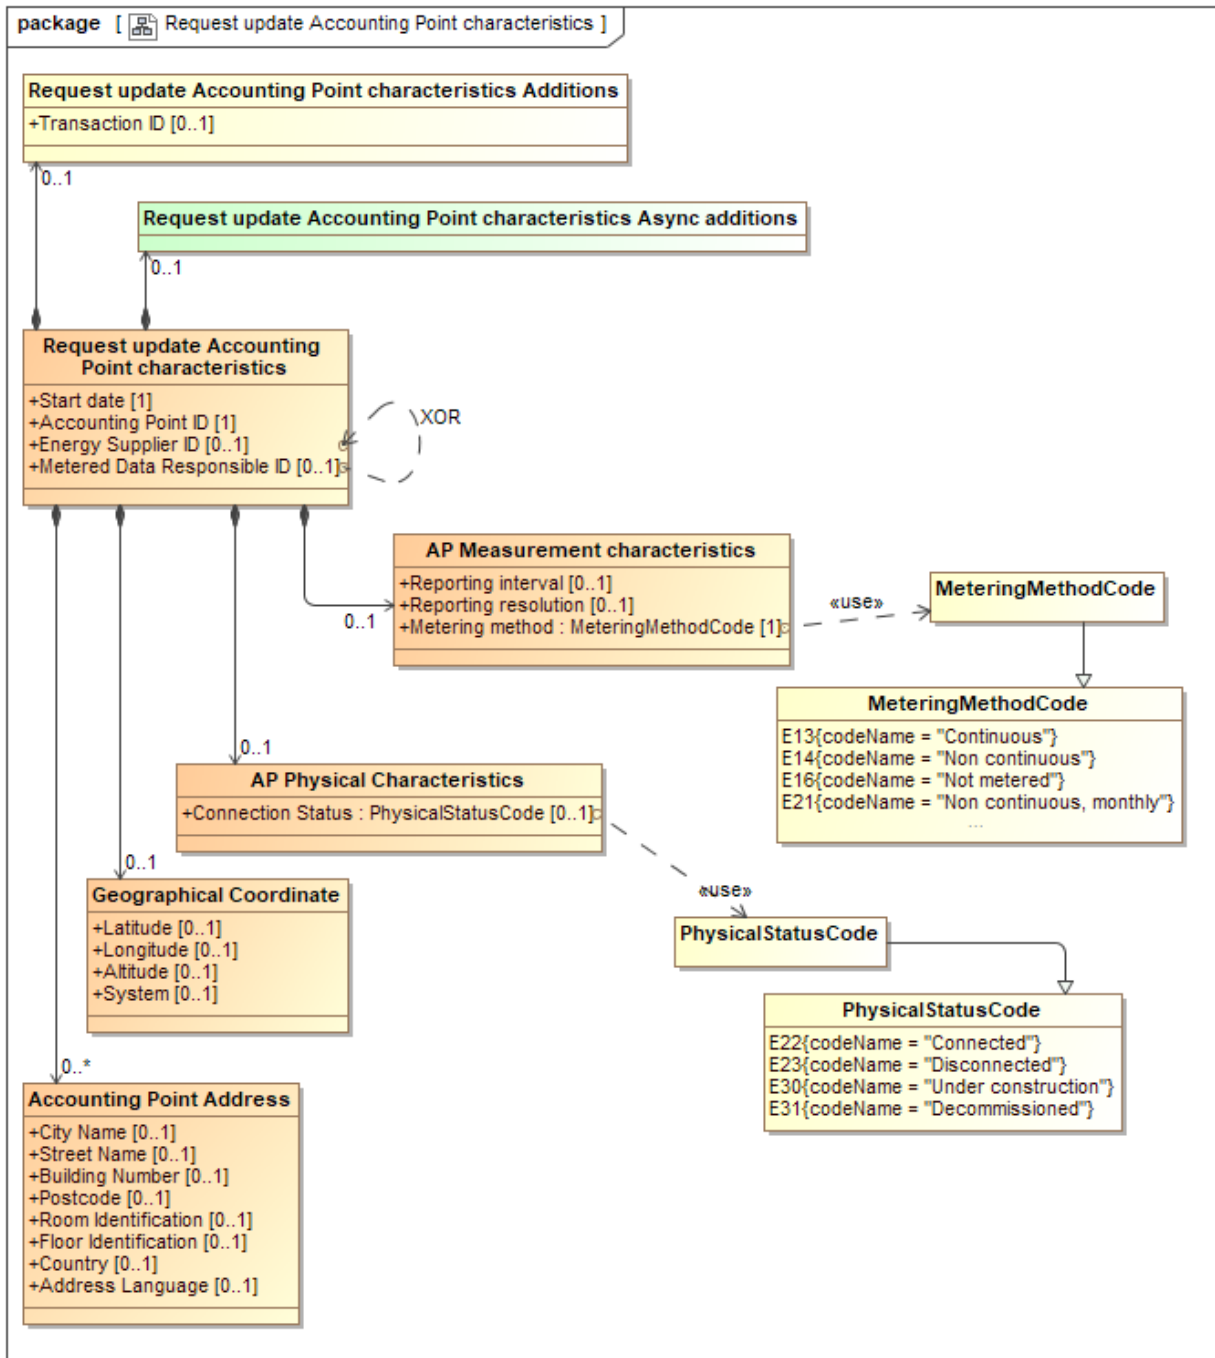 package [ Request update Accounting Point characteristics ]
Request update Accounting Point characteristics Additions
+Transaction ID [0..1]
0..1
Request update Accounting Point characteristics Async additions
0..1
Request update Accounting
Point characteristics
+Start date [1]
+Accounting Point ID [1]
+Energy Supplier ID [0..1]
+Metered Data Responsible ID [0..1]
XOR
AP Measurement characteristics
+Reporting interval [0..1]
+Reporting resolution [0..1]
+Metering method : MeteringMethodCode [1]
0..1
«use»
MeteringMethodCode
MeteringMethodCode
E13{codeName = "Continuous"}
E14{codeName = "Non continuous"}
E16{codeName = "Not metered"}
E21{codeName = "Non continuous, monthly"}
...
0..1
AP Physical Characteristics
+Connection Status : PhysicalStatusCode [0..1]
«use»
PhysicalStatusCode
PhysicalStatusCode
E22{codeName = "Connected"}
E23{codeName = "Disconnected"}
E30{codeName = "Under construction"}
E31{codeName = "Decommissioned"}
0..1
Geographical Coordinate
+Latitude [0..1]
+Longitude [0..1]
+Altitude [0..1]
+System [0..1]
0..*
Accounting Point Address
+City Name [0..1]
+Street Name [0..1]
+Building Number [0..1]
+Postcode [0..1]
+Room Identification [0..1]
+Floor Identification [0..1]
+Country [0..1]
+Address Language [0..1]